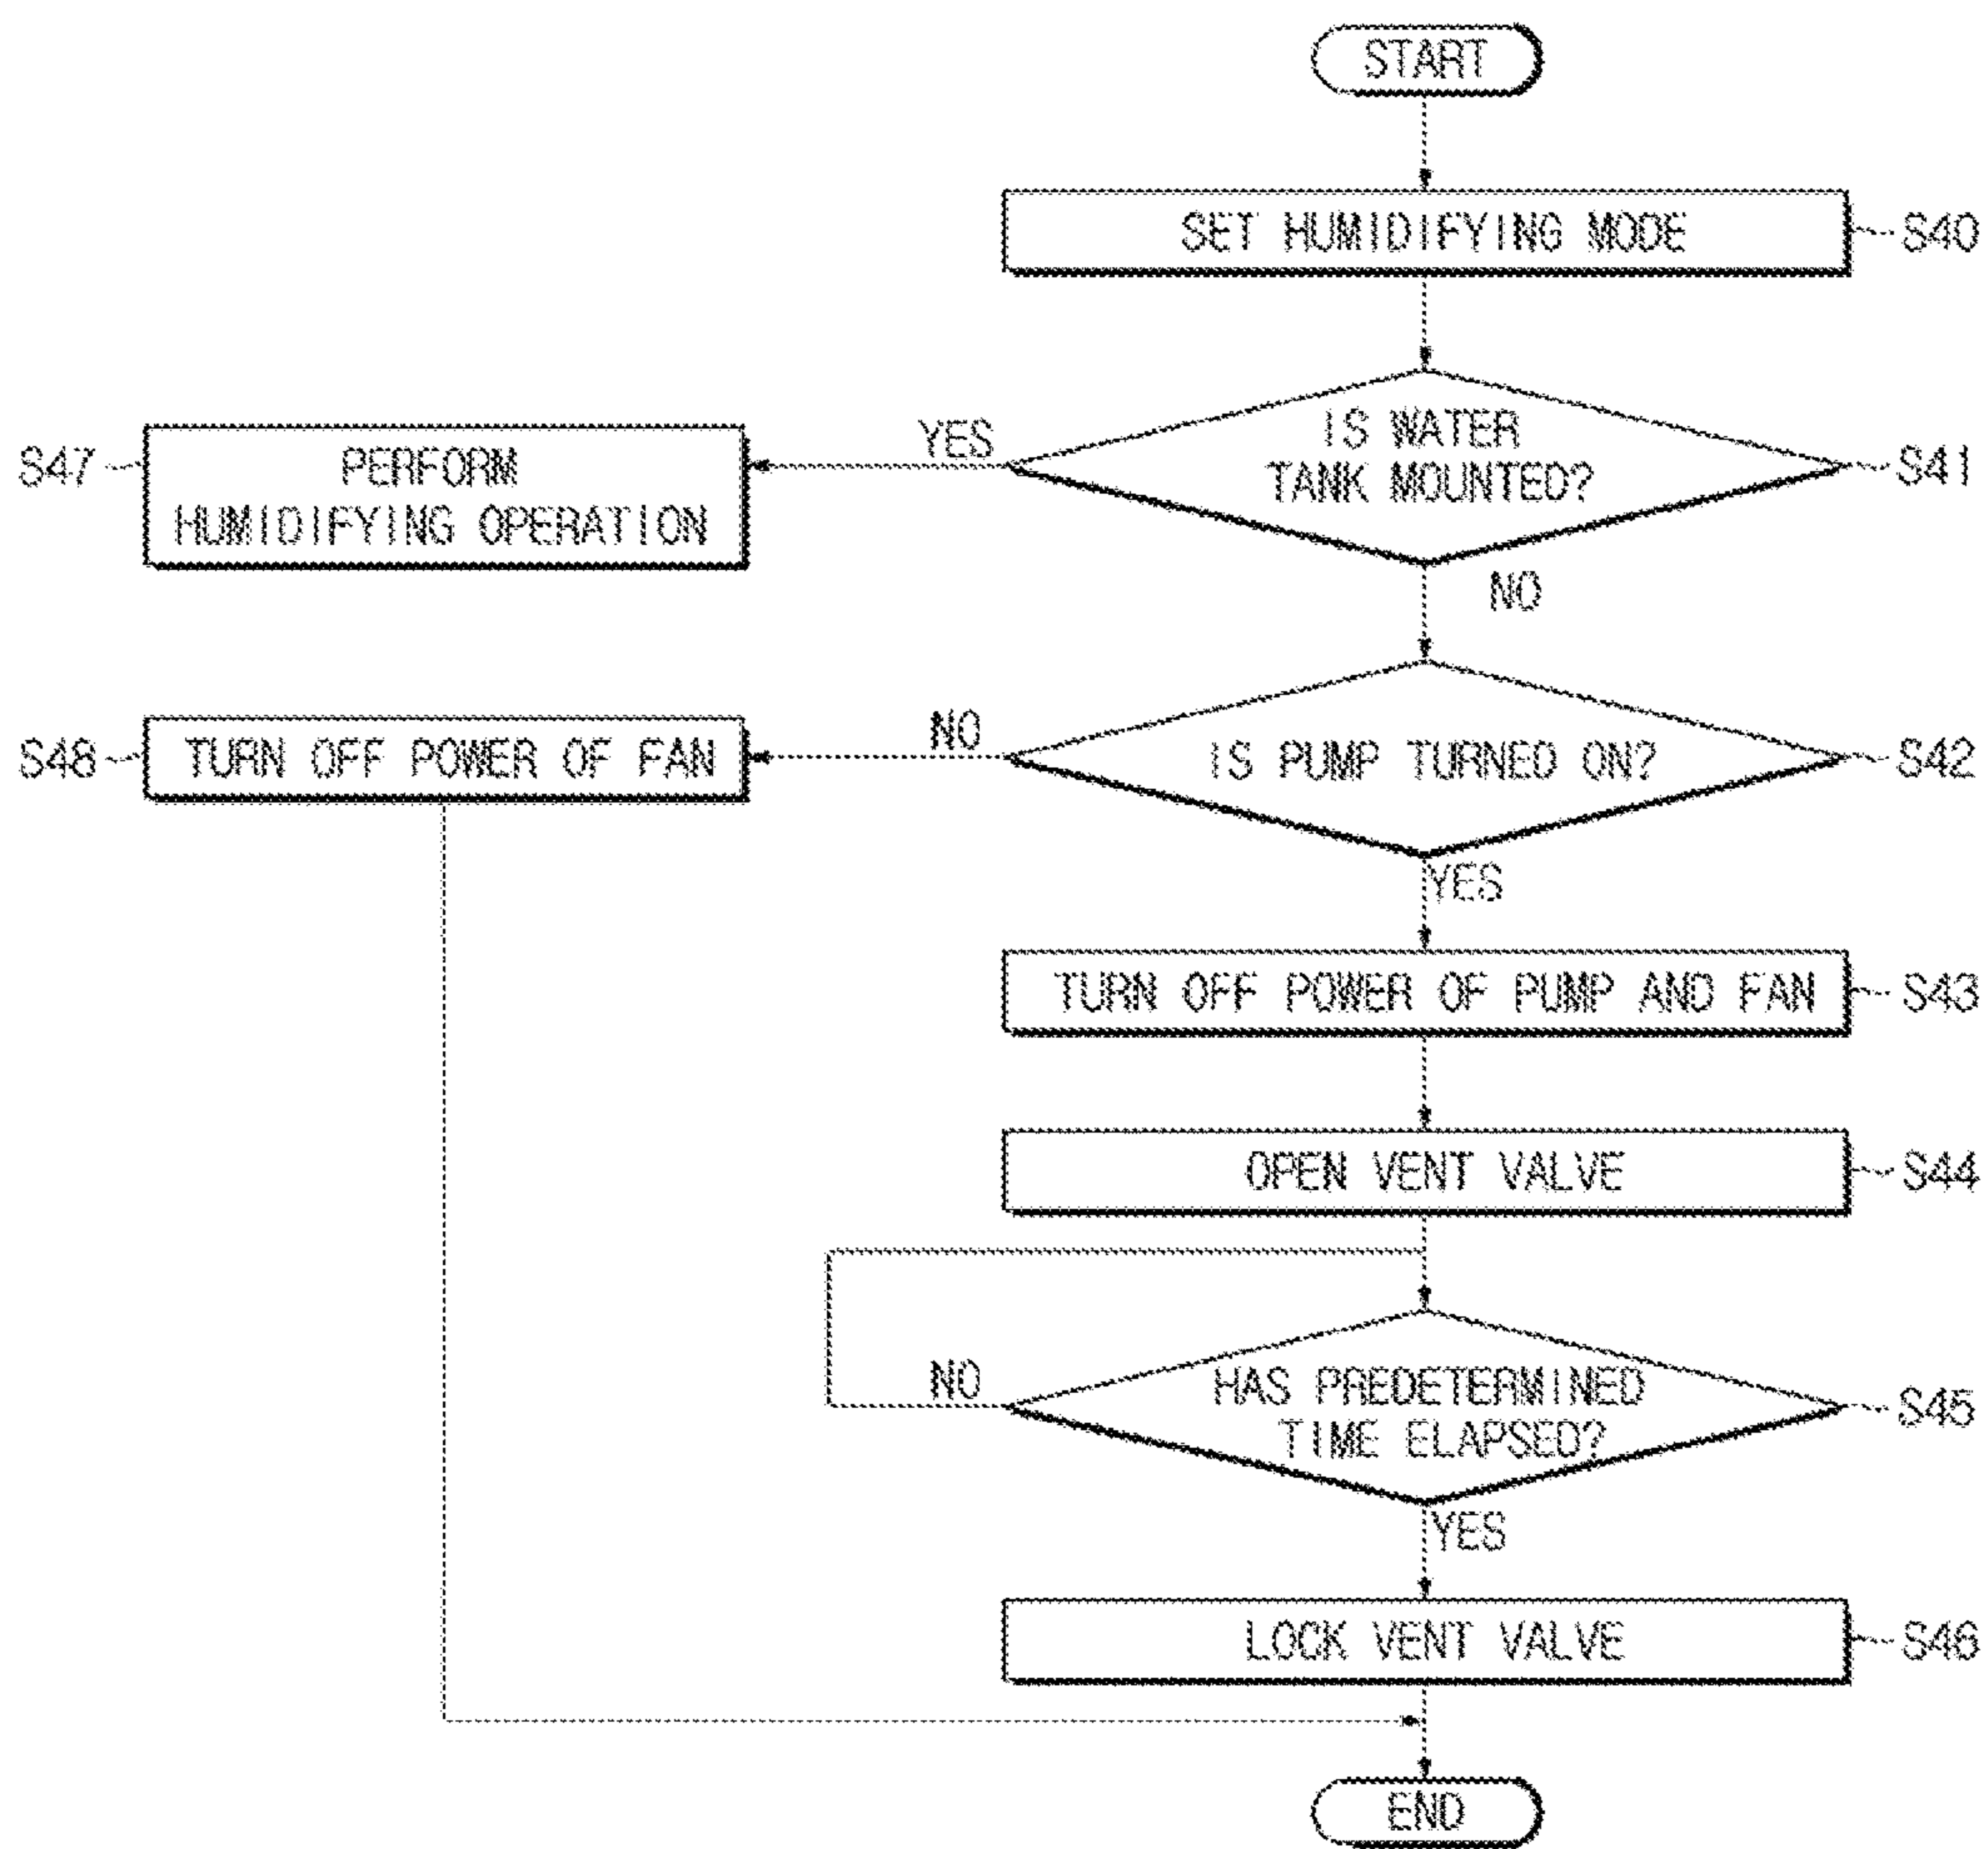 START
SET HUMIDIFYING MODE
S40
IS WATER
TANK MOUNTED?
S41
YES
S47
PERFORM
HUMIDIFYING OPERATION
NO
IS PUMP TURNED ON?
S42
NO
S48
TURN OFF POWER OF FAN
YES
TURN OFF POWER OF PUMP AND FAN
S43
OPEN VENT VALVE
S44
HAS PREDETERMINED
TIME ELAPSED?
S45
NO
YES
LOCK VENT VALVE
S46
END